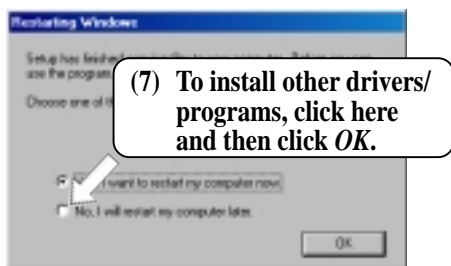 Restarting Windows
Setup has finished
use the program,
Choose one of th
(7) To install other drivers/
programs, click here
and then click OK.
I want to restart my computer now.
No, I will restart my computer later.
OK